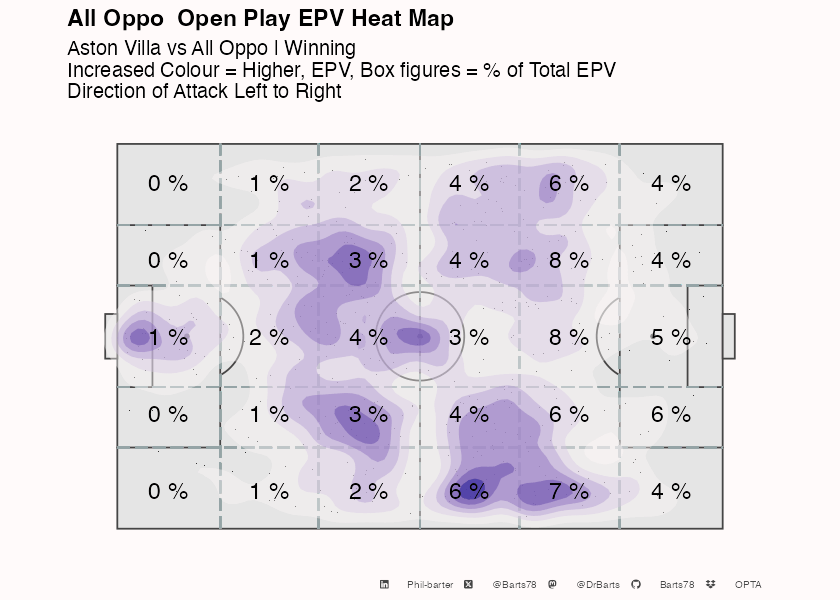 All Oppo  Open Play EPV Heat Map
Aston Villa vs All Oppo | Winning
Increased Colour = Higher, EPV, Box figures = % of Total EPV
Direction of Attack Left to Right
0 % 1 % 2 % 4 % 6 % 4 %
0 % 1 % 3 % 4 % 8 % 4 %
1 % 2 % 4 % 3 % 8 % 5 %
0 % 1 % 3 % 4 % 6 % 6 %
0 % 1 % 2 % 6 % 7 % 4 %
Phil-barter @Barts78 @DrBarts Barts78 OPTA